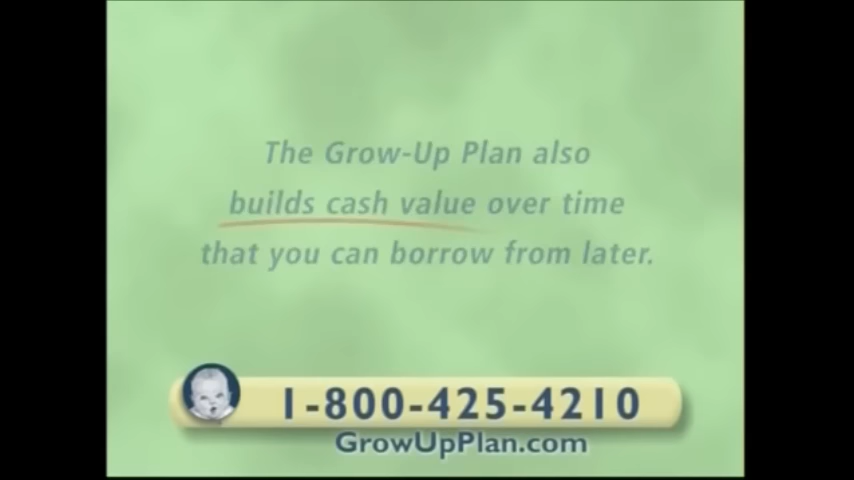 The Grow-Up Plan also
builds cash value over time
that you can borrow from later.
1-800-425-4210
GrowUpPlan.com